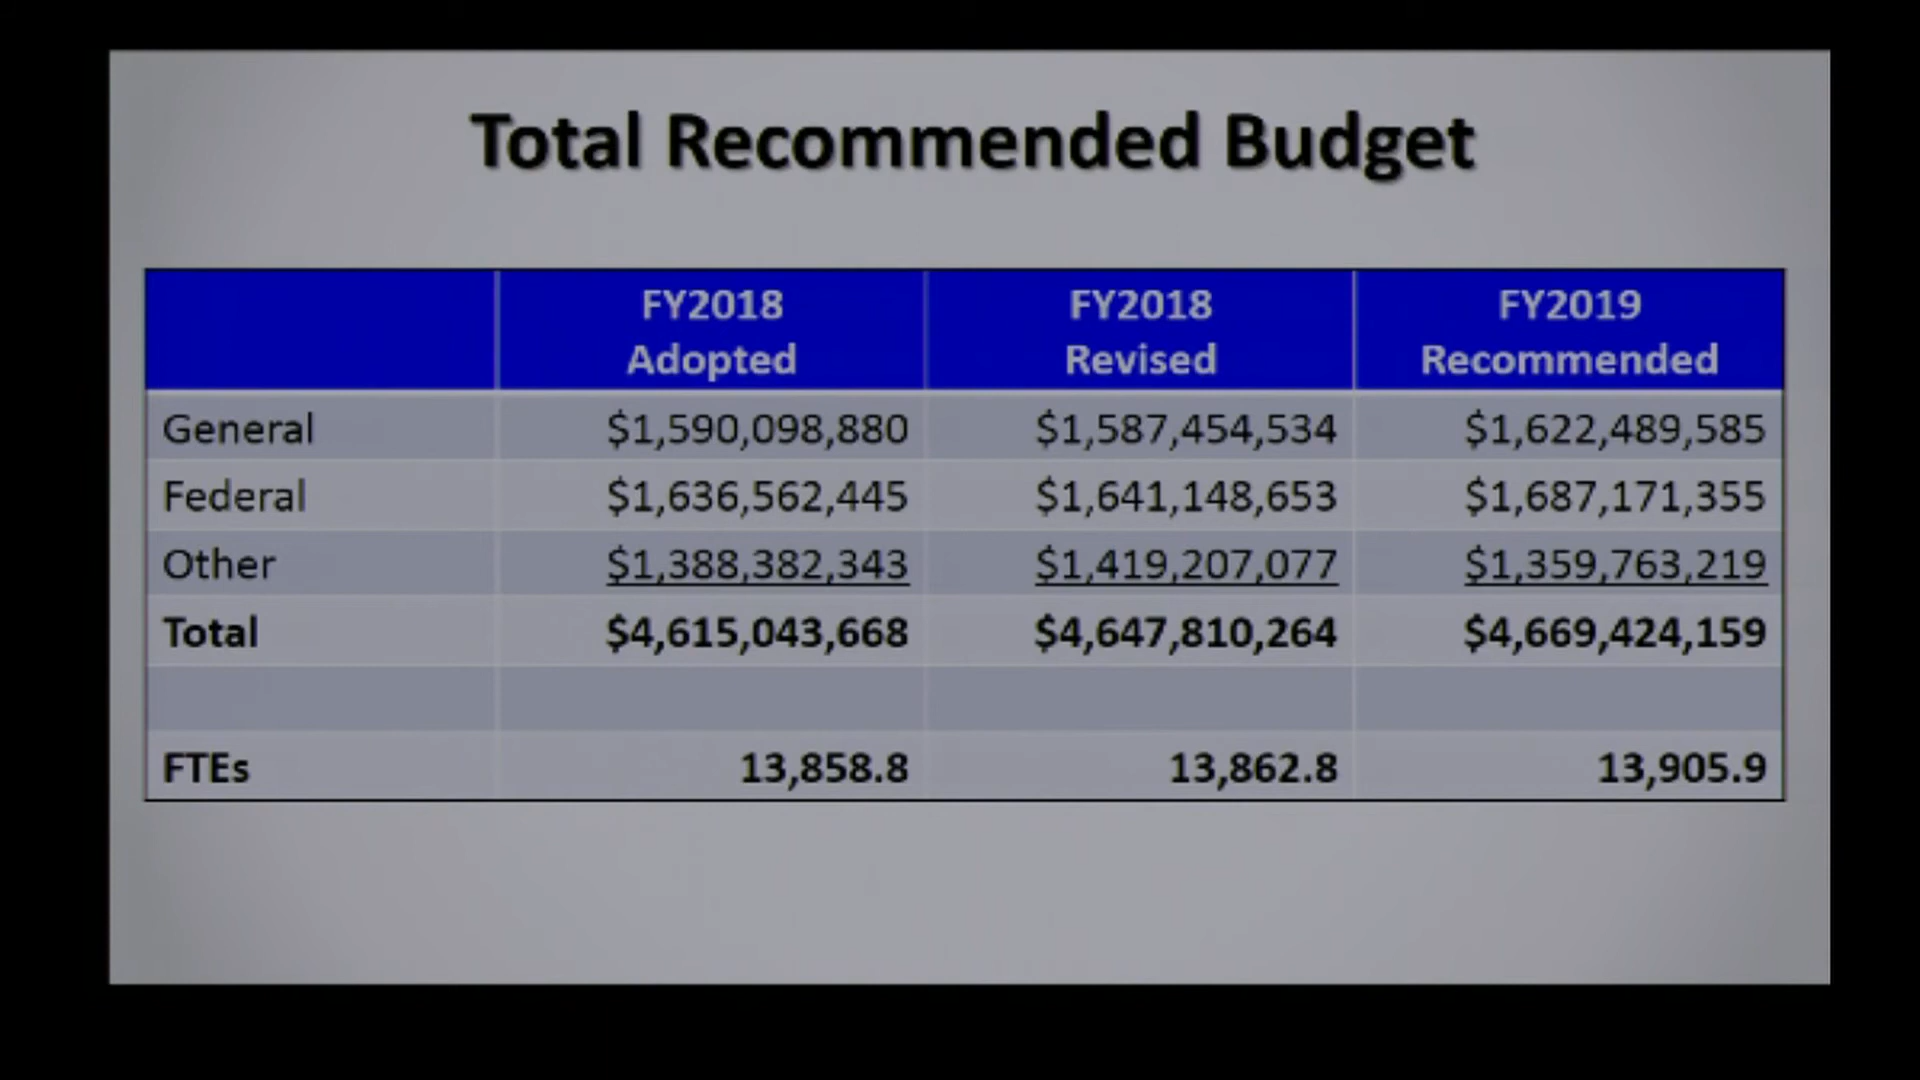 Total Recommended Budget
FY2018 Adopted FY2018 Revised FY2019 Recommended
General $1,590,098,880 $1,587,454,534 $1,622,489,585
Federal $1,636,562,445 $1,641,148,653 $1,687,171,355
Other $1,388,382,343 $1,419,207,077 $1,359,763,219
Total $4,615,043,668 $4,647,810,264 $4,669,424,159
FTEs 13,858.8 13,862.8 13,905.9